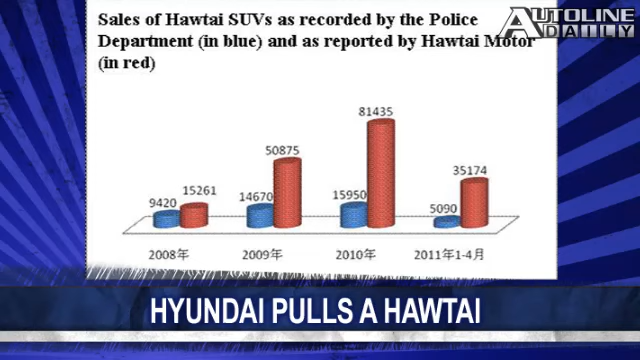 Sales of Hawtai SUVs as recorded by the Police
Department (in blue) and as reported by Hawtai Motor
(in red)
AUTOLINE
DAILY
81435
50875
35174
9420 15261 14670 15950 5090
2008年 2009年 2010年 2011年1-4月
HYUNDAI PULLS A HAWTAI